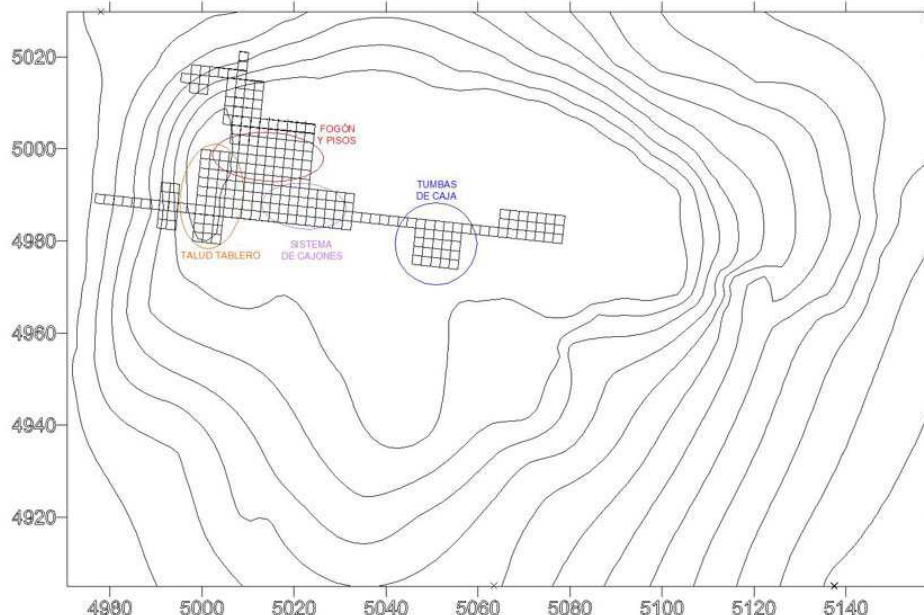 5020
5000
4980
4960
4940
4920
FOGÓN
Y PISOS
TUMBAS
DE CAJA
SISTEMA
DE CAJONES
TALUD TABLERO
4980 5000 5020 5040 5060 5080 5100 5120 5140